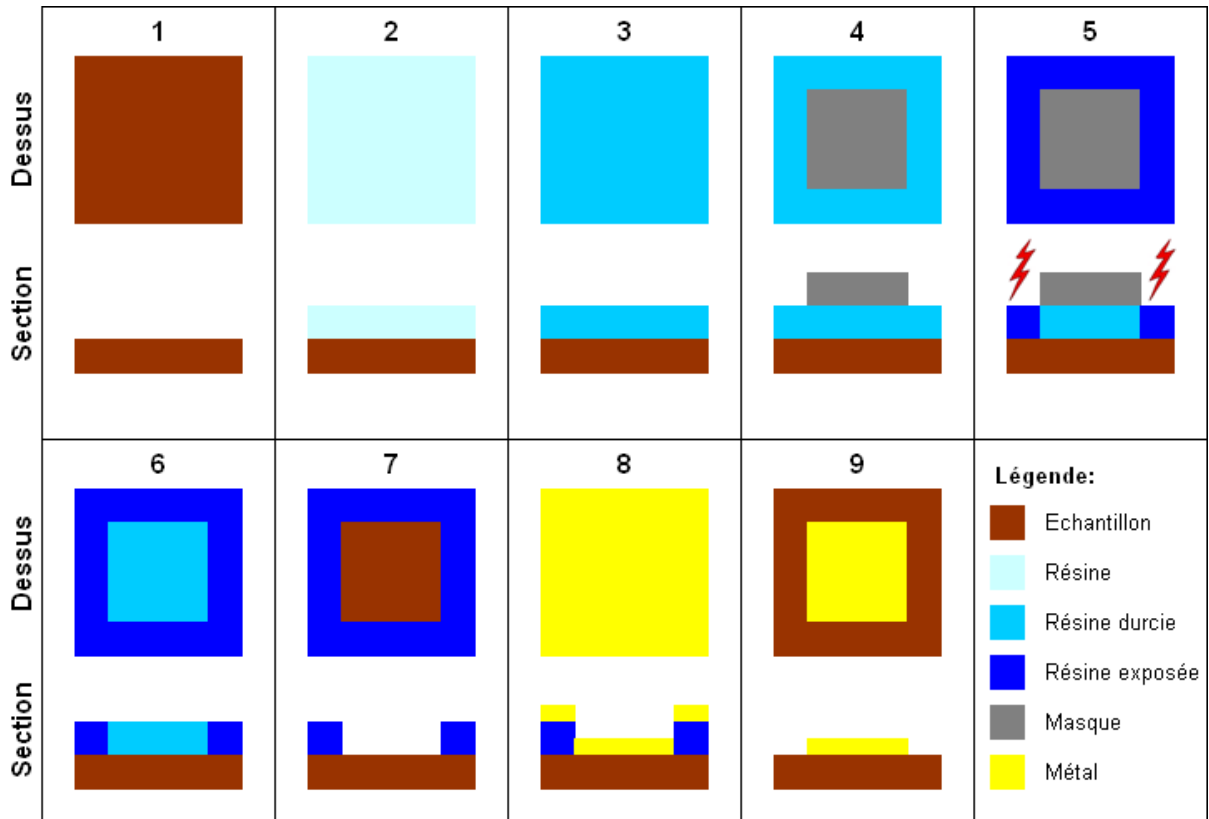 1 2 3 4 5
Dessus
Section
6 7 8 9
Dessus
Section
Légende:
Echantillon
Résine
Résine durcie
Résine exposée
Masque
Métal